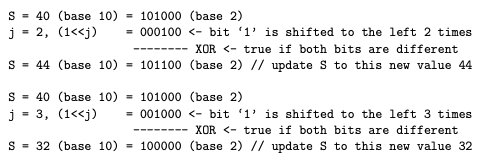 S = 40 (base 10) = 101000 (base 2)
j = 2, (1<<j)    = 000100 <- bit ‘1’ is shifted to the left 2 times
                 -------- XOR <- true if both bits are different
S = 44 (base 10) = 101100 (base 2) // update S to this new value 44

S = 40 (base 10) = 101000 (base 2)
j = 3, (1<<j)    = 001000 <- bit ‘1’ is shifted to the left 3 times
                 -------- XOR <- true if both bits are different
S = 32 (base 10) = 100000 (base 2) // update S to this new value 32